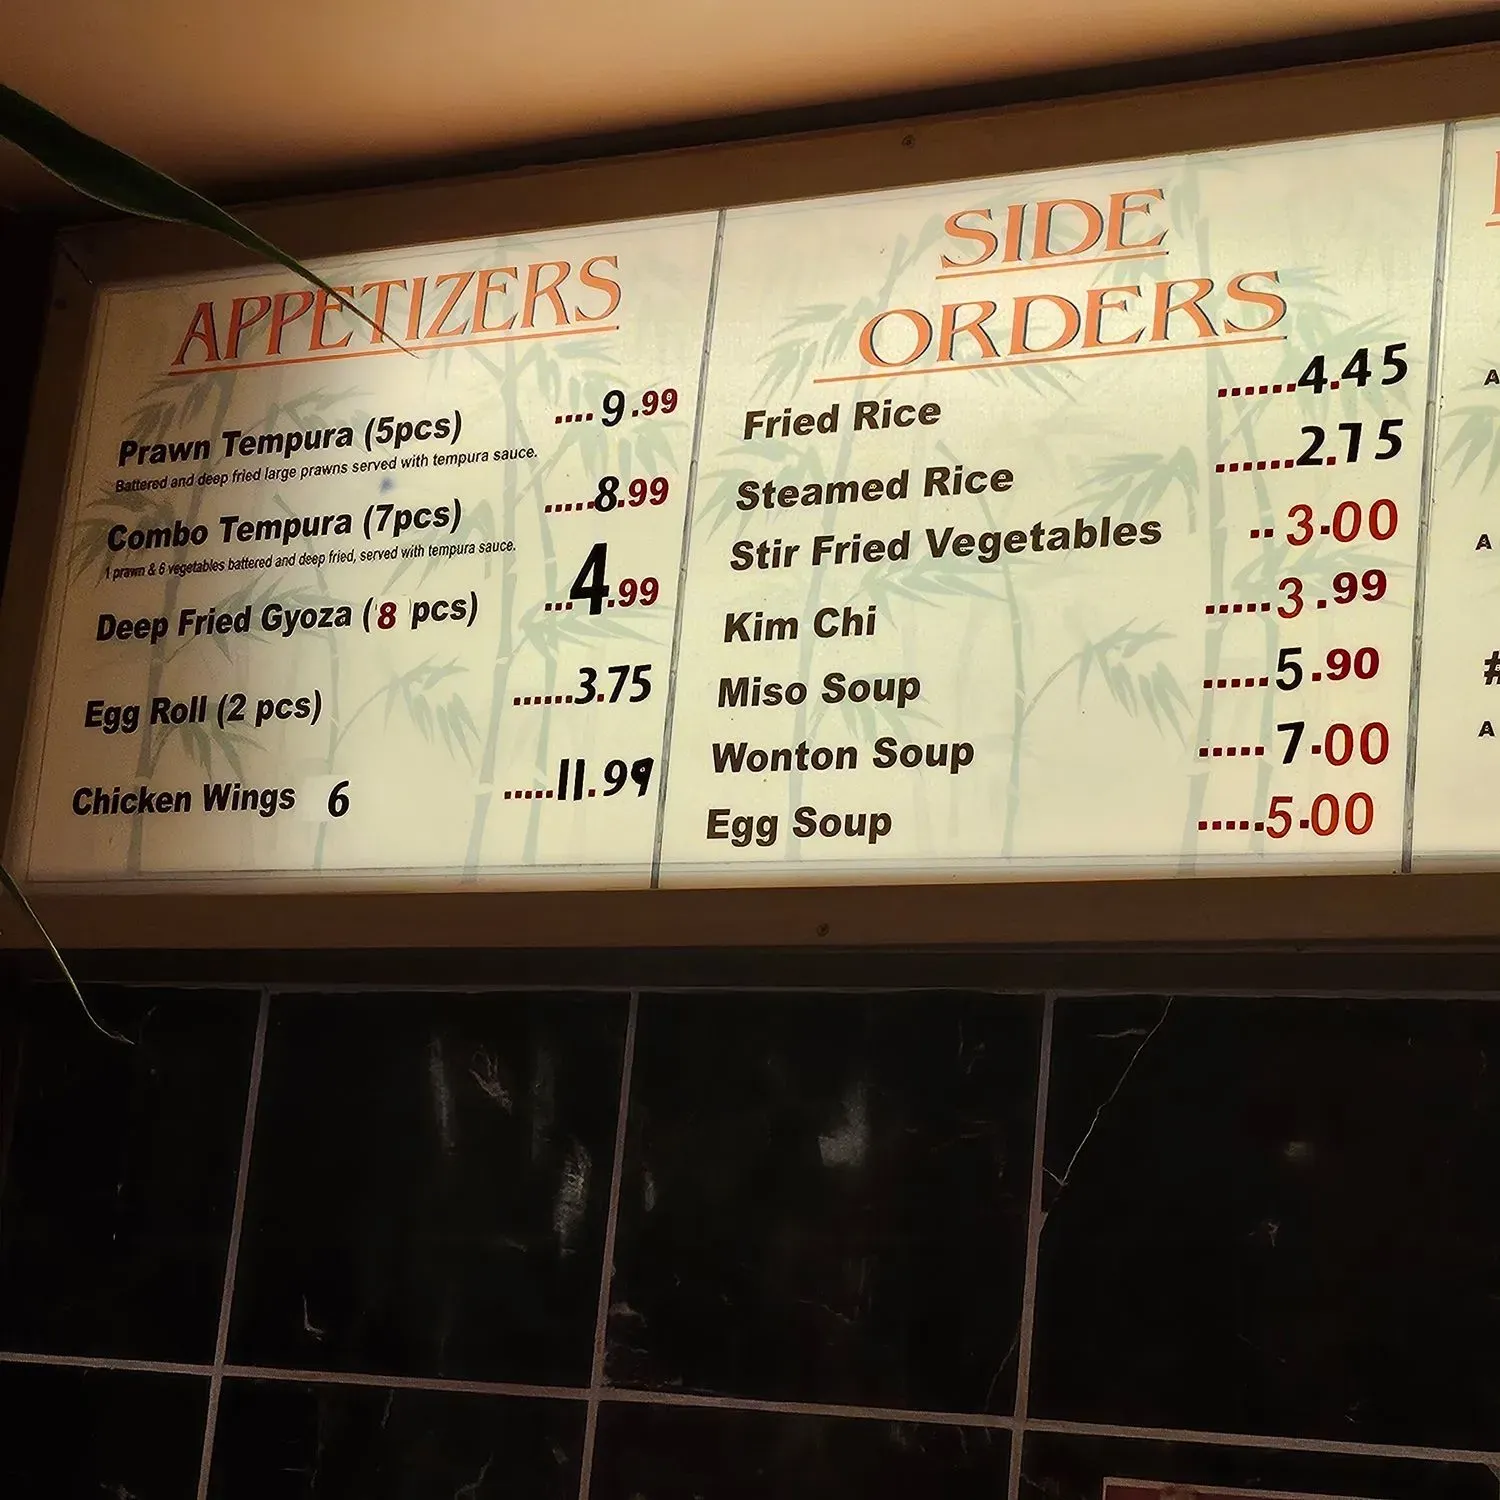 APPETIZERS
Prawn Tempura (5pcs) ....9.99
Battered and deep fried large prawns served with tempura sauce.
Combo Tempura (7pcs) .....8.99
1 prawn & 6 vegetables battered and deep fried, served with tempura sauce.
Deep Fried Gyoza (8 pcs) ...4.99
Egg Roll (2 pcs) ......3.75
Chicken Wings 6 .....11.99
SIDE
ORDERS
Fried Rice ......4.45
Steamed Rice ......2.75
Stir Fried Vegetables ..3.00
Kim Chi .....3.99
Miso Soup .....5.90
Wonton Soup .....7.00
Egg Soup .....5.00
A
A
#
A